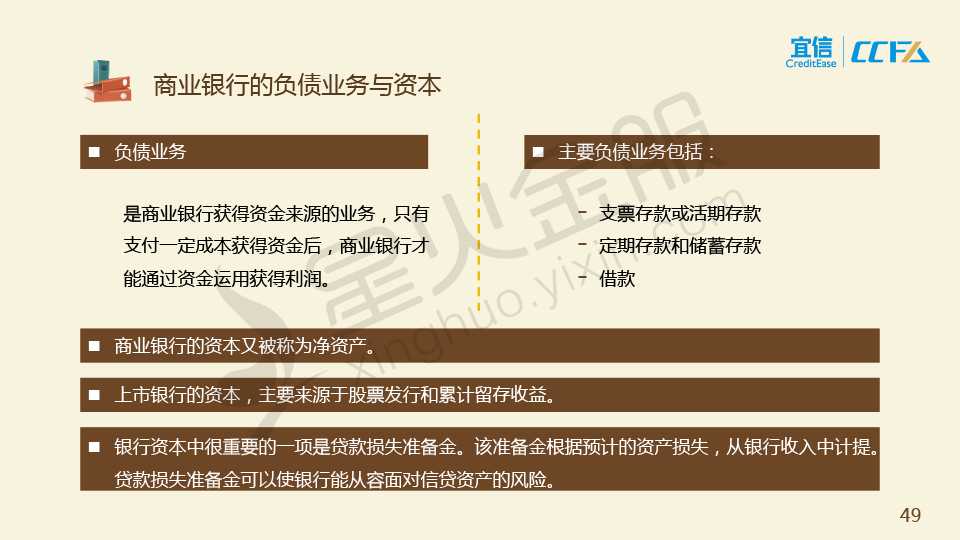 宜信
CreditEase
CCFA
商业银行的负债业务与资本
负债业务
是商业银行获得资金来源的业务，只有
支付一定成本获得资金后，商业银行才
能通过资金运用获得利润。
主要负债业务包括：
- 支票存款或活期存款
- 定期存款和储蓄存款
- 借款
商业银行的资本又被称为净资产。
上市银行的资本，主要来源于股票发行和累计留存收益。
银行资本中很重要的一项是贷款损失准备金。该准备金根据预计的资产损失，从银行收入中计提。
贷款损失准备金可以使银行能从容面对信贷资产的风险。
星火金服
xinghuo.yixin.com
49